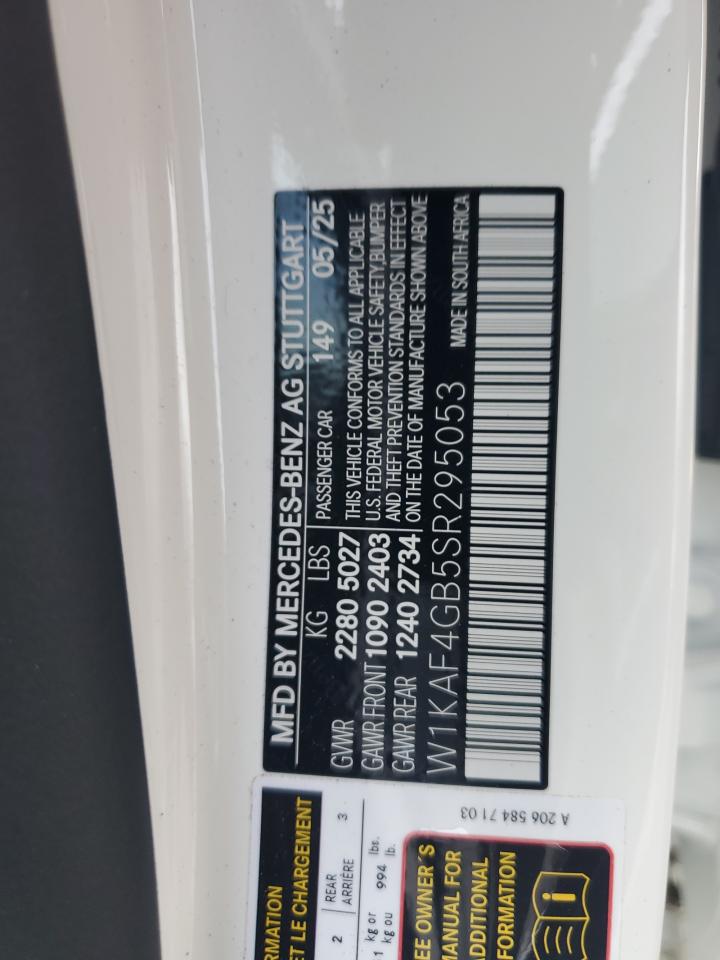 MFD BY MERCEDES-BENZ AG STUTTGART
KG LBS PASSENGER CAR 149 05/25
GVWR 2280 5027 THIS VEHICLE CONFORMS TO ALL APPLICABLE
GAWR FRONT 1090 2403 U.S. FEDERAL MOTOR VEHICLE SAFETY, BUMPER
GAWR REAR 1240 2734 AND THEFT PREVENTION STANDARDS IN EFFECT
ON THE DATE OF MANUFACTURE SHOWN ABOVE
W1KAF4GB5SR295053 MADE IN SOUTH AFRICA
ET LE CHARGEMENT
2 REAR 3
ARRIÈRE
kg or lbs.
kg ou 994 lb.
MANUAL FOR
ADDITIONAL
A 206 584 71 03